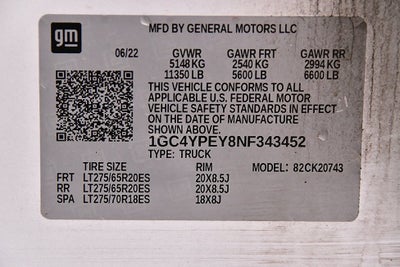 gm
MFD BY GENERAL MOTORS LLC
06/22 GVWR GAWR FRT GAWR RR
5148 KG 2540 KG 2994 KG
11350 LB 5600 LB 6600 LB
THIS VEHICLE CONFORMS TO ALL
APPLICABLE U.S. FEDERAL MOTOR
VEHICLE SAFETY STANDARDS IN EFFECT
ON THE DATE OF MANUFACTURE
SHOWN ABOVE.
1GC4YPEY8NF343452
TYPE: TRUCK
TIRE SIZE RIM MODEL: 82CK20743
FRT LT275/65R20ES 20X8.5J
RR LT275/65R20ES 20X8.5J
SPA LT275/70R18ES 18X8J